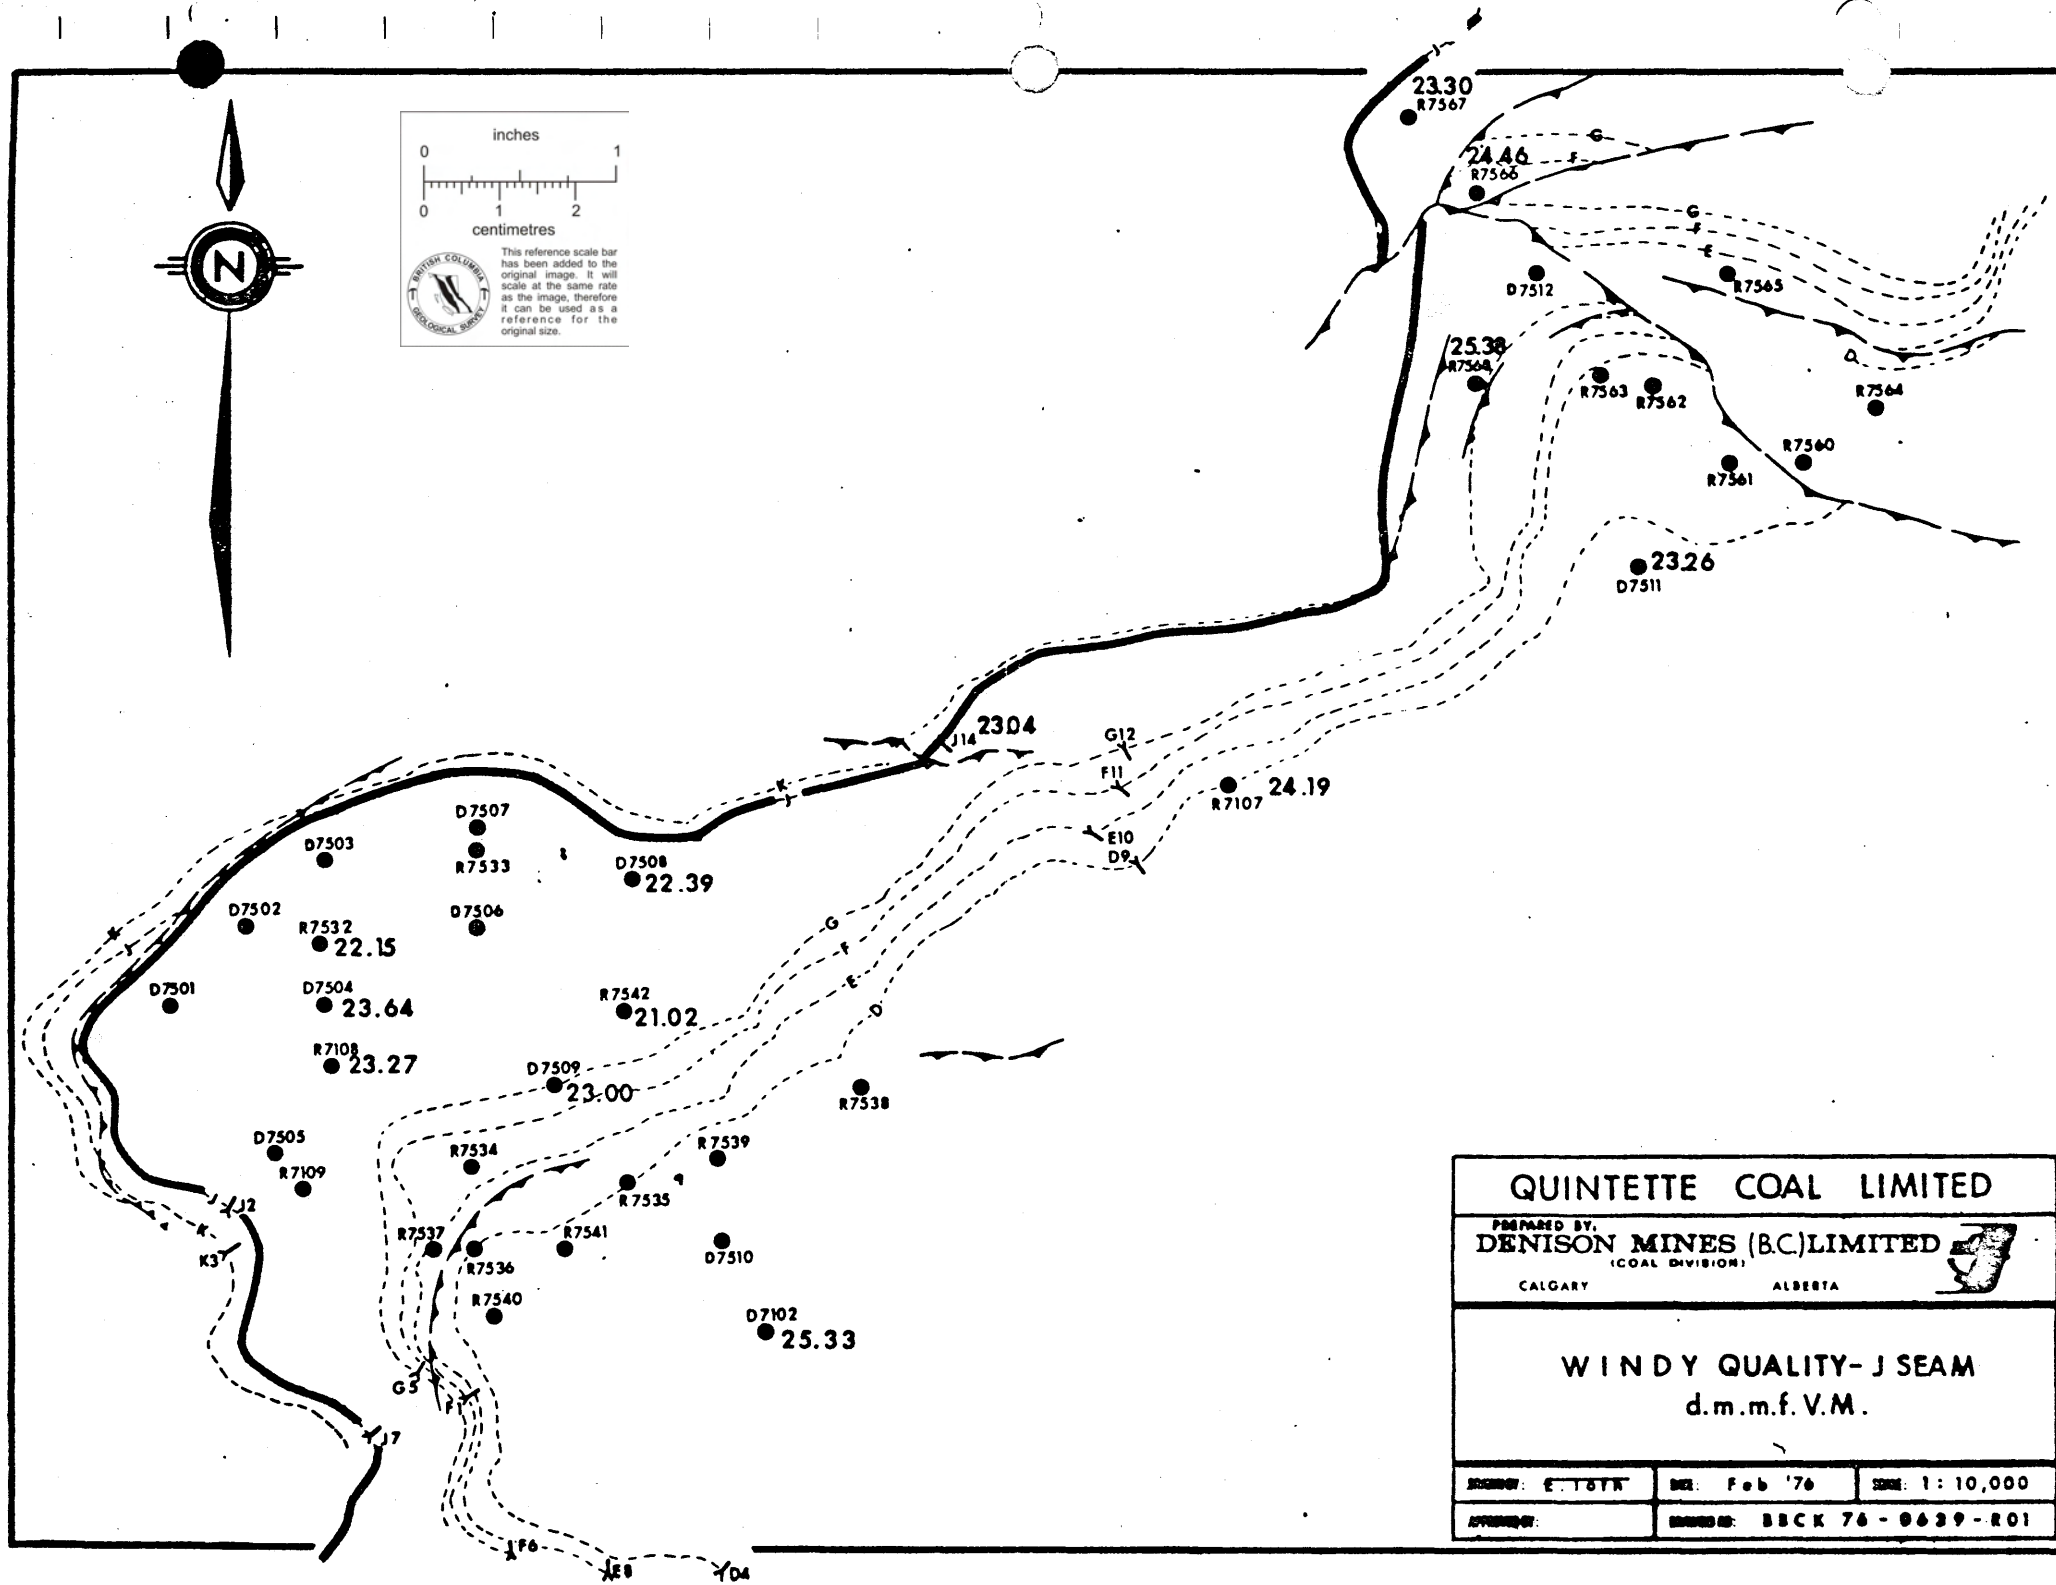 23.30
R7567
inches
0 1
G
24.46
F
R7566
0 1 2
centimetres
G
F
E
This reference scale bar
has been added to the
original image. It will
scale at the same rate
as the image, therefore
it can be used as a
reference for the
original size.
BRITISH COLUMBIA
GEOLOGICAL SURVEY
N
D7512
R7565
25.38
D
R7563
R7562
R7564
R7560
R7561
23.26
D7511
23.04
J14
G12
F11
24.19
R7107
K
J
E10
D9
D7507
D7503
R7533
D7508
22.39
D7502
R7532
22.15
D7506
G
F
E
D
K
J
D7501
D7504
23.64
R7542
21.02
R7108
23.27
D7509
23.00
R7538
D7505
R7109
R7534
R7539
R7535
J
J2
K
K3
R7537
R7536
R7541
D7510
R7540
D7102
25.33
G5
J7
F6
E8
D4
QUINTETTE COAL LIMITED
PREPARED BY:
DENISON MINES (B.C.) LIMITED
(COAL DIVISION)
CALGARY ALBERTA
WINDY QUALITY-J SEAM
d.m.m.f. V.M.
Feb '76
1:10,000